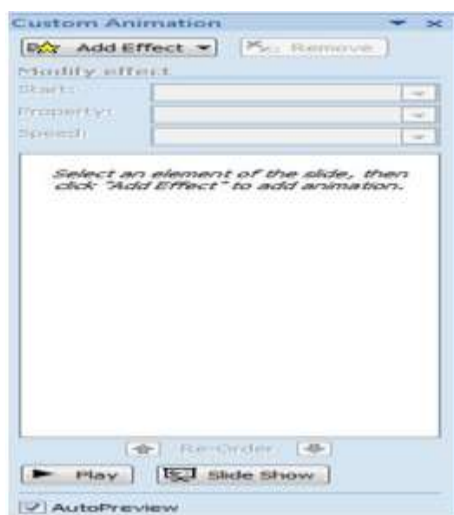 Custom Animation
Add Effect Remove
Modify effect
Start:
Property:
Speed:
Select an element of the slide, then
click "Add Effect" to add animation.
Re-Order
Play Slide Show
AutoPreview